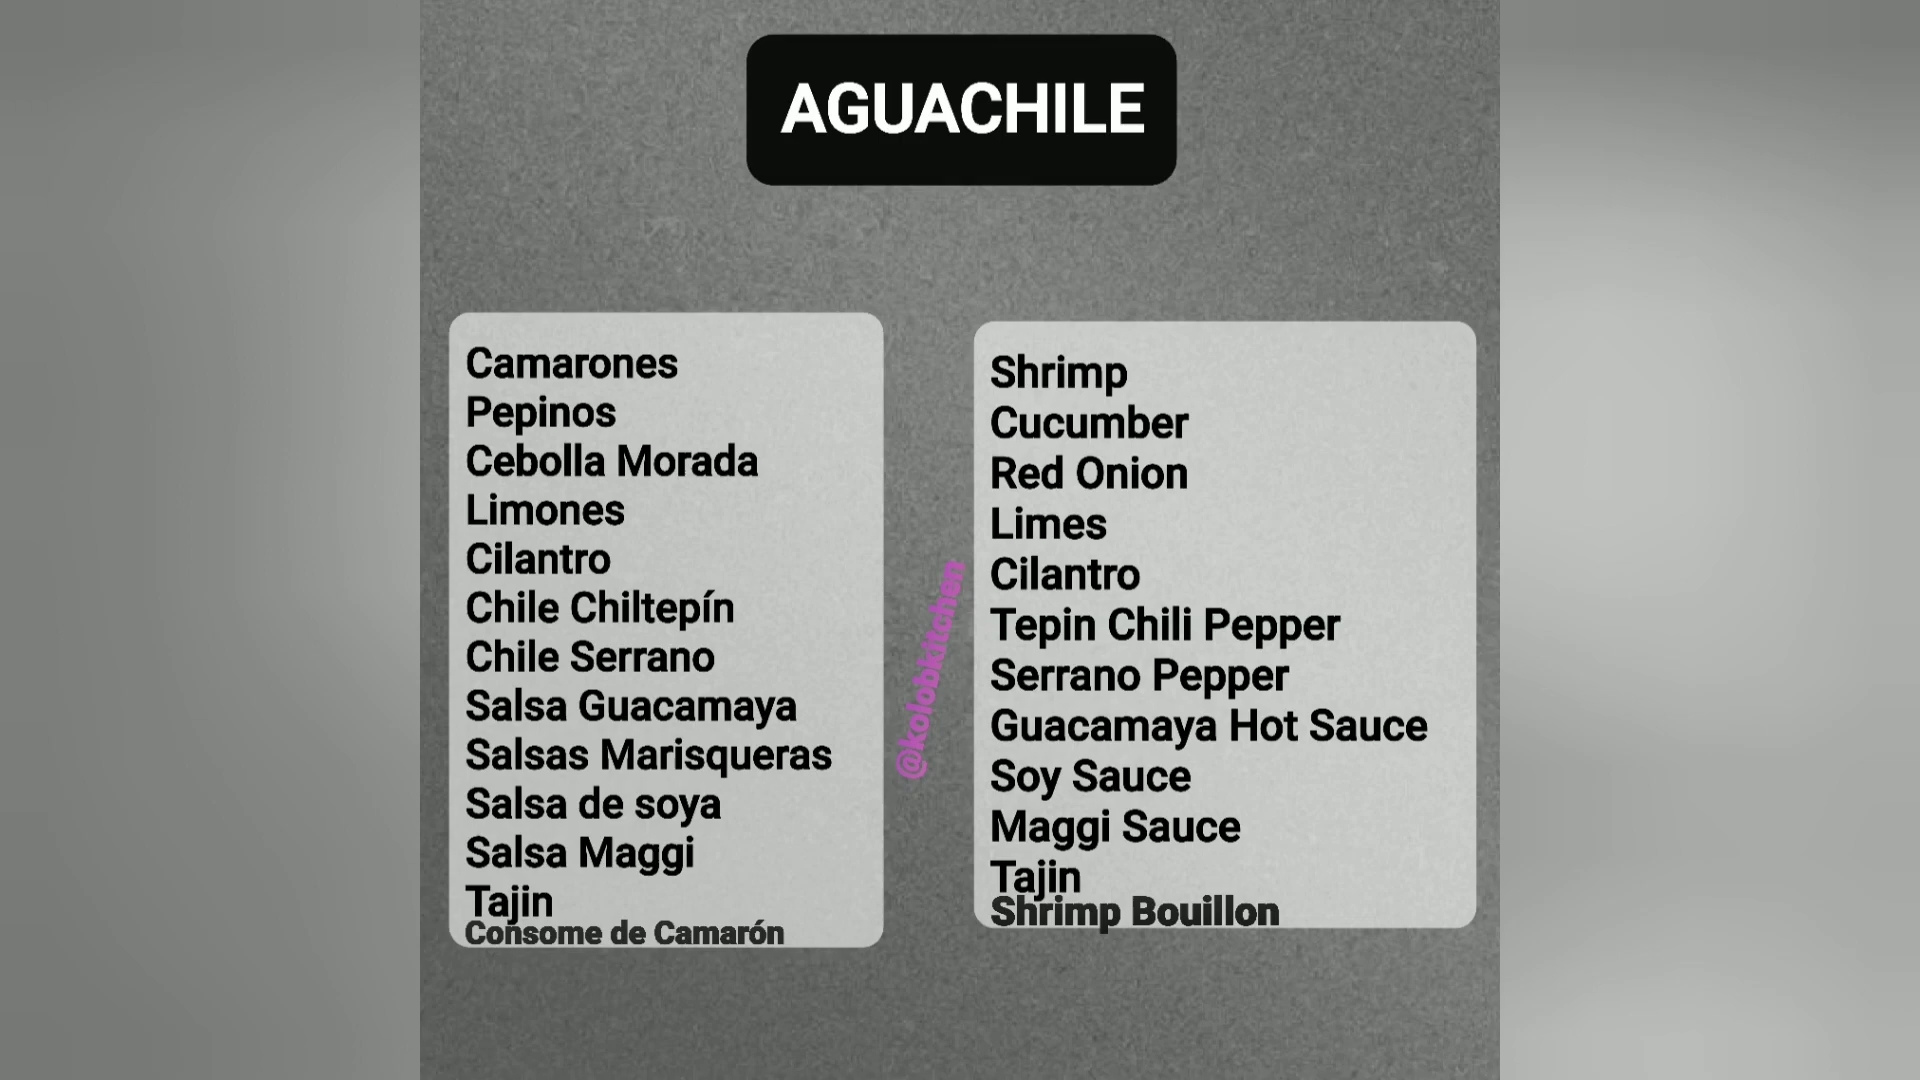 AGUACHILE
Camarones
Pepinos
Cebolla Morada
Limones
Cilantro
Chile Chiltepín
Chile Serrano
Salsa Guacamaya
Salsas Marisqueras
Salsa de soya
Salsa Maggi
Tajin
Consome de Camarón
@kolobkitchen
Shrimp
Cucumber
Red Onion
Limes
Cilantro
Tepin Chili Pepper
Serrano Pepper
Guacamaya Hot Sauce
Soy Sauce
Maggi Sauce
Tajin
Shrimp Bouillon